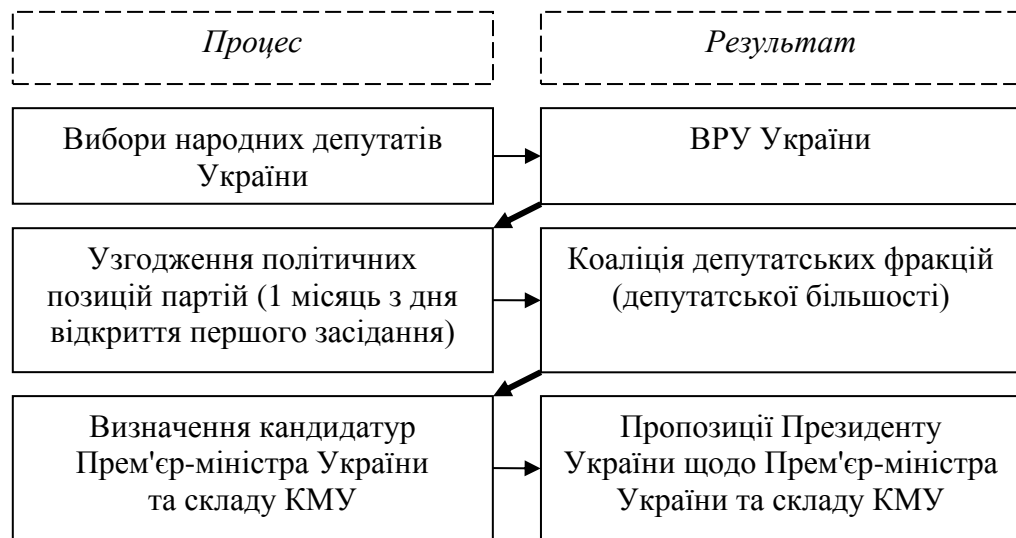 Процес
Результат
Вибори народних депутатів
України
ВРУ України
Узгодження політичних
позицій партій (1 місяць з дня
відкриття першого засідання)
Коаліція депутатських фракцій
(депутатської більшості)
Визначення кандидатур
Прем'єр-міністра України
та складу КМУ
Пропозиції Президенту
України щодо Прем'єр-міністра
України та складу КМУ